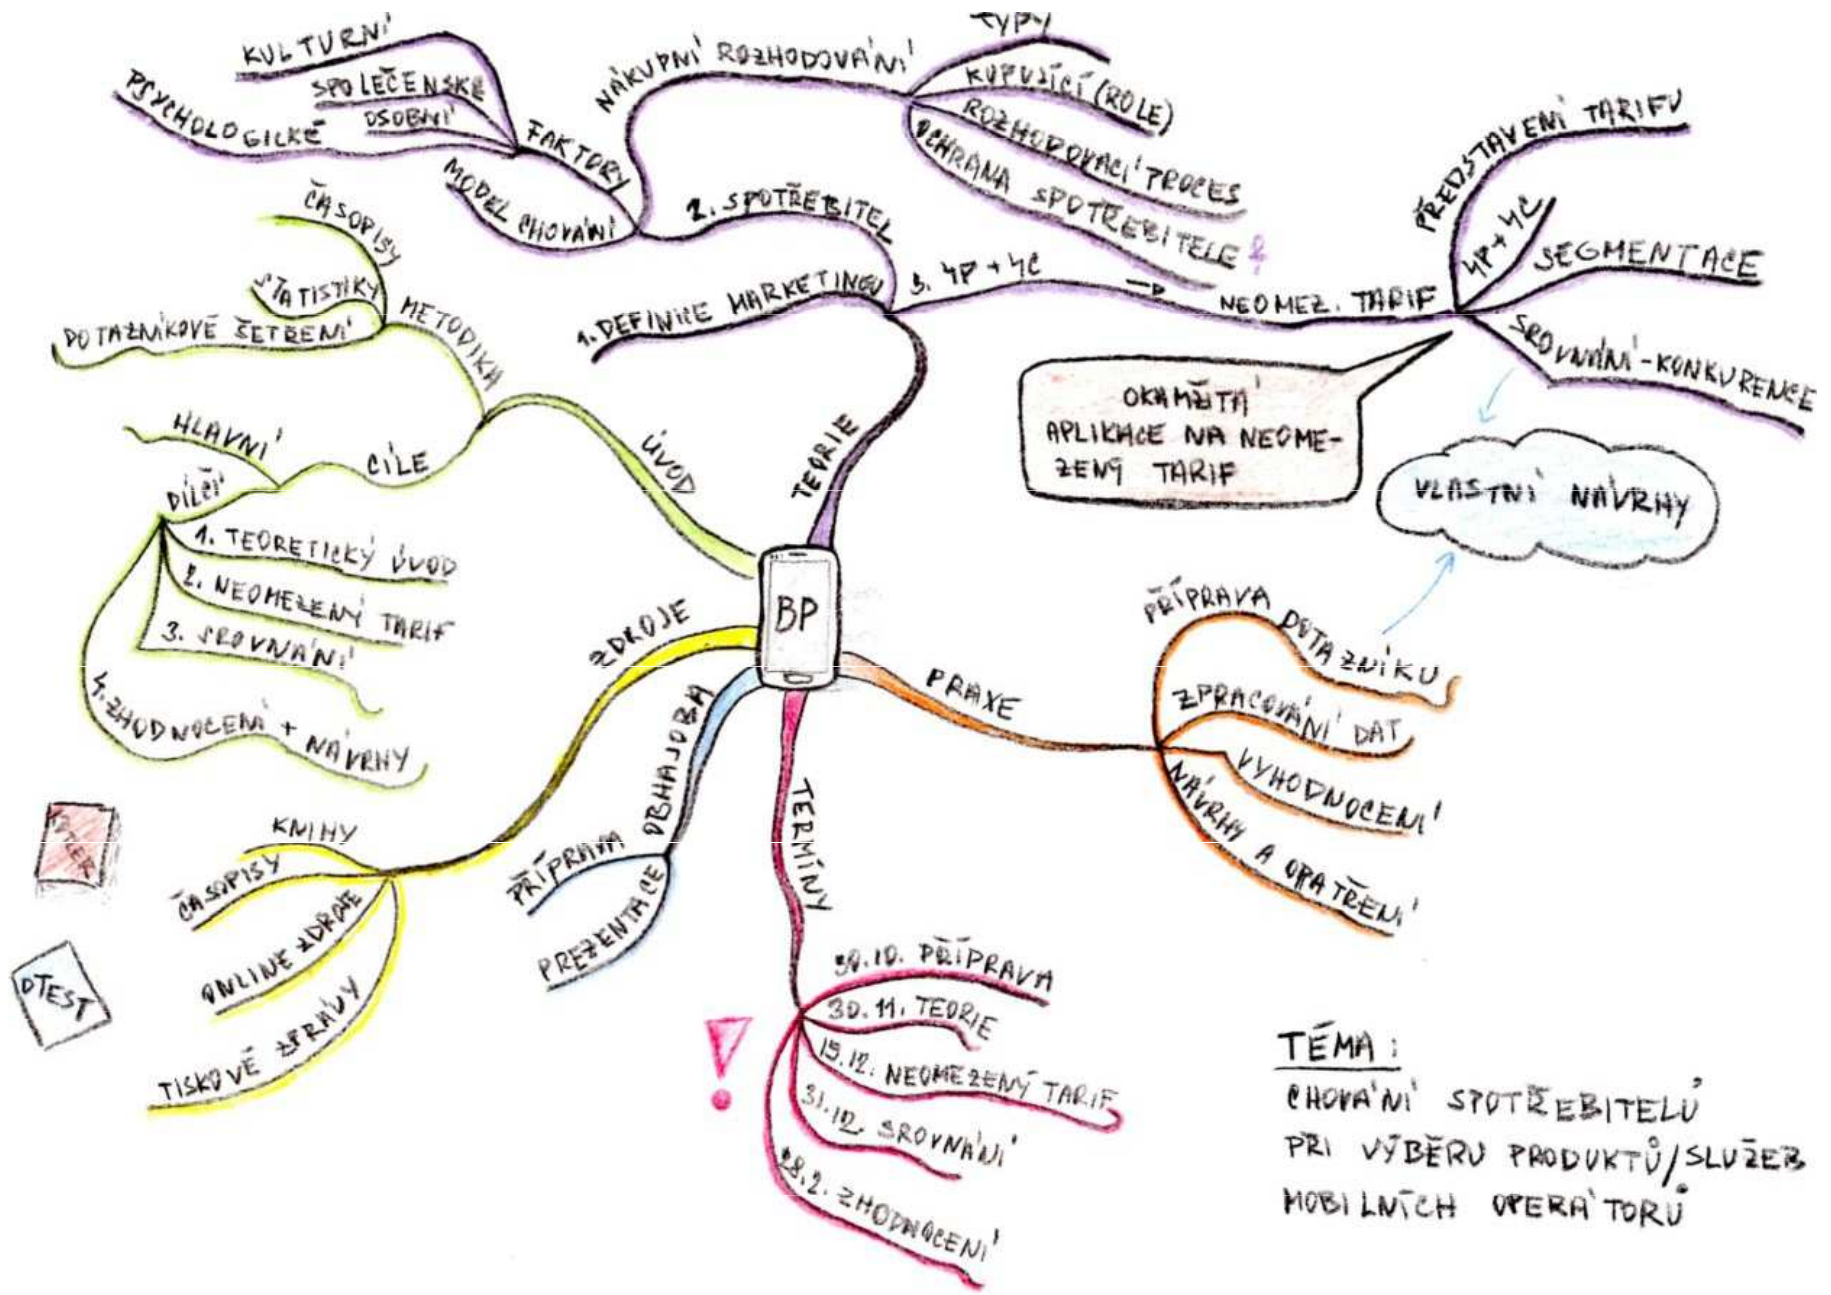 BP
TEORIE
1. DEFINICE MARKETINGU
2. SPOTŘEBITEL
MODEL CHOVÁNÍ
FAKTORY
KULTURNÍ
SPOLEČENSKÉ
OSOBNÍ
PSYCHOLOGICKÉ
NÁKUPNÍ ROZHODOVÁNÍ
TYPY
KUPUJÍCÍ (ROLE)
ROZHODOVACÍ PROCES
OCHRANA SPOTŘEBITELE
3. 4P + 4C
NEOMEZ. TARIF
PŘEDSTAVENÍ TARIFU
4P + 4C
SEGMENTACE
SROVNÁNÍ - KONKURENCE
OKAMŽITÁ
APLIKACE NA NEOME-
ZENÝ TARIF
VLASTNÍ NÁVRHY
PRAXE
PŘÍPRAVA DOTAZNÍKU
ZPRACOVÁNÍ DAT
VYHODNOCENÍ
NÁVRHY A OPATŘENÍ
TERMÍNY
30.10. PŘÍPRAVA
30.11. TEORIE
15.12. NEOMEZENÝ TARIF
31.12. SROVNÁNÍ
28.2. ZHODNOCENÍ
!
OBHAJOBA
PŘÍPRAVA
PREZENTACE
ZDROJE
KNIHY
ČASOPISY
ONLINE ZDROJE
TISKOVÉ ZPRÁVY
KOTLER
DTEST
ÚVOD
METODIKA
ČASOPISY
STATISTIKY
DOTAZNÍKOVÉ ŠETŘENÍ
CÍLE
HLAVNÍ
DÍLČÍ
1. TEORETICKÝ ÚVOD
2. NEOMEZENÝ TARIF
3. SROVNÁNÍ
4. ZHODNOCENÍ + NÁVRHY
TÉMA:
CHOVÁNÍ SPOTŘEBITELŮ
PŘI VÝBĚRU PRODUKTŮ/SLUŽEB
MOBILNÍCH OPERÁTORŮ